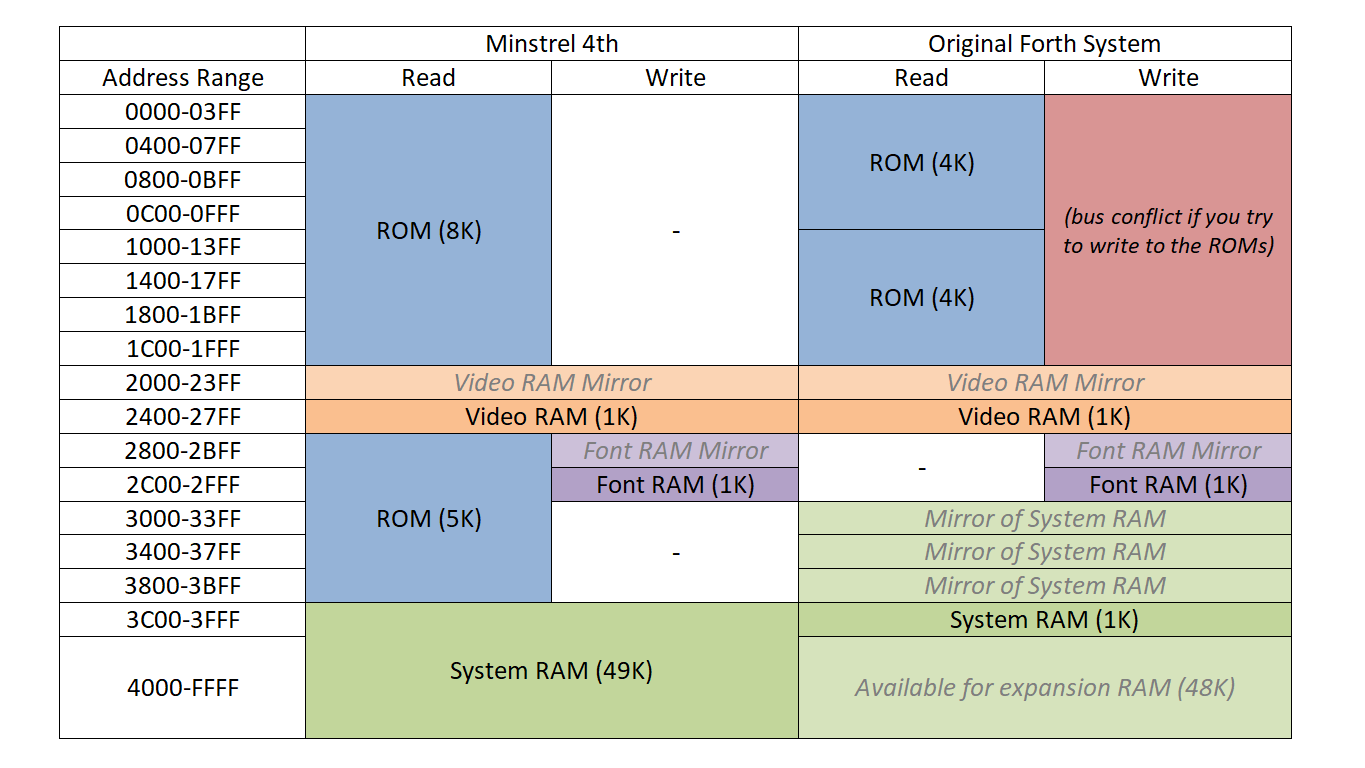 Minstrel 4th Original Forth System
Address Range Read Write Read Write
0000-03FF
0400-07FF
0800-0BFF
ROM (4K)
0C00-0FFF
(bus conflict if you try
ROM (8K)
-
to write to the ROMs)
1000-13FF
1400-17FF
ROM (4K)
1800-1BFF
1C00-1FFF
2000-23FF Video RAM Mirror Video RAM Mirror
2400-27FF Video RAM (1K) Video RAM (1K)
2800-2BFF Font RAM Mirror - Font RAM Mirror
2C00-2FFF Font RAM (1K) Font RAM (1K)
3000-33FF ROM (5K) Mirror of System RAM
3400-37FF - Mirror of System RAM
3800-3BFF Mirror of System RAM
3C00-3FFF System RAM (1K)
System RAM (49K)
4000-FFFF Available for expansion RAM (48K)